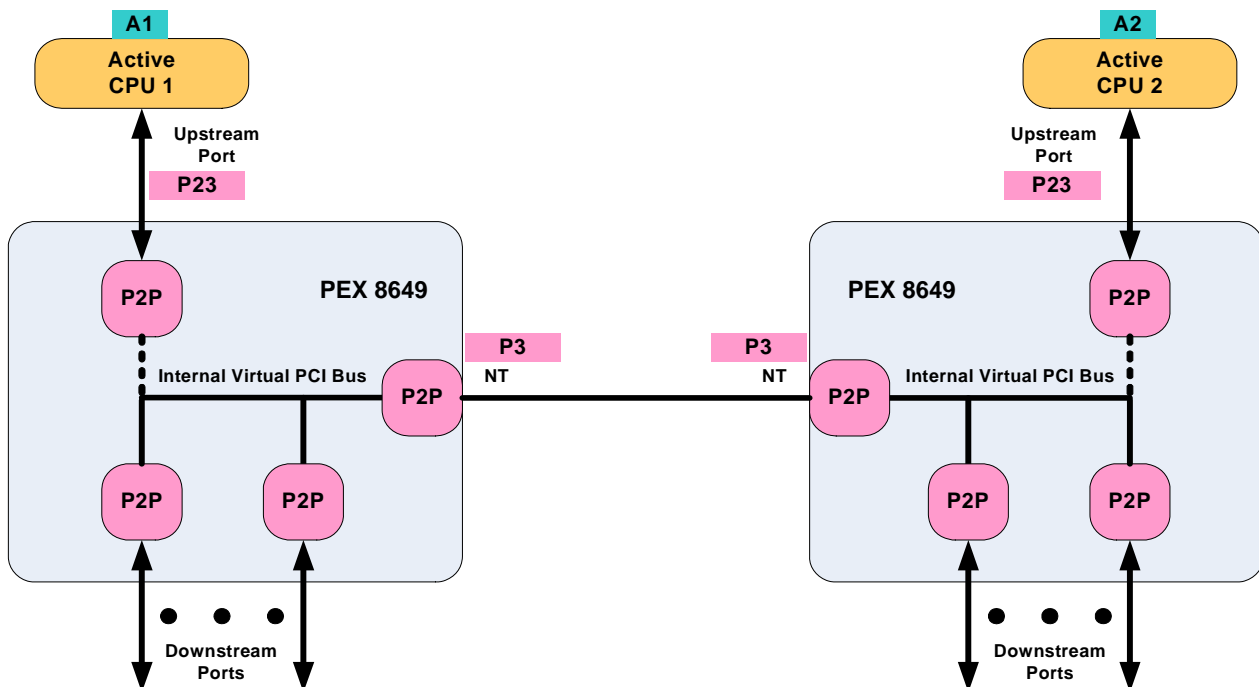 A1
Active
CPU 1
A2
Active
CPU 2
Upstream
Port
P23
Upstream
Port
P23
P2P
PEX 8649
PEX 8649
P2P
P3
NT
P3
NT
Internal Virtual PCI Bus
P2P
P2P
Internal Virtual PCI Bus
P2P
P2P
P2P
P2P
Downstream
Ports
Downstream
Ports